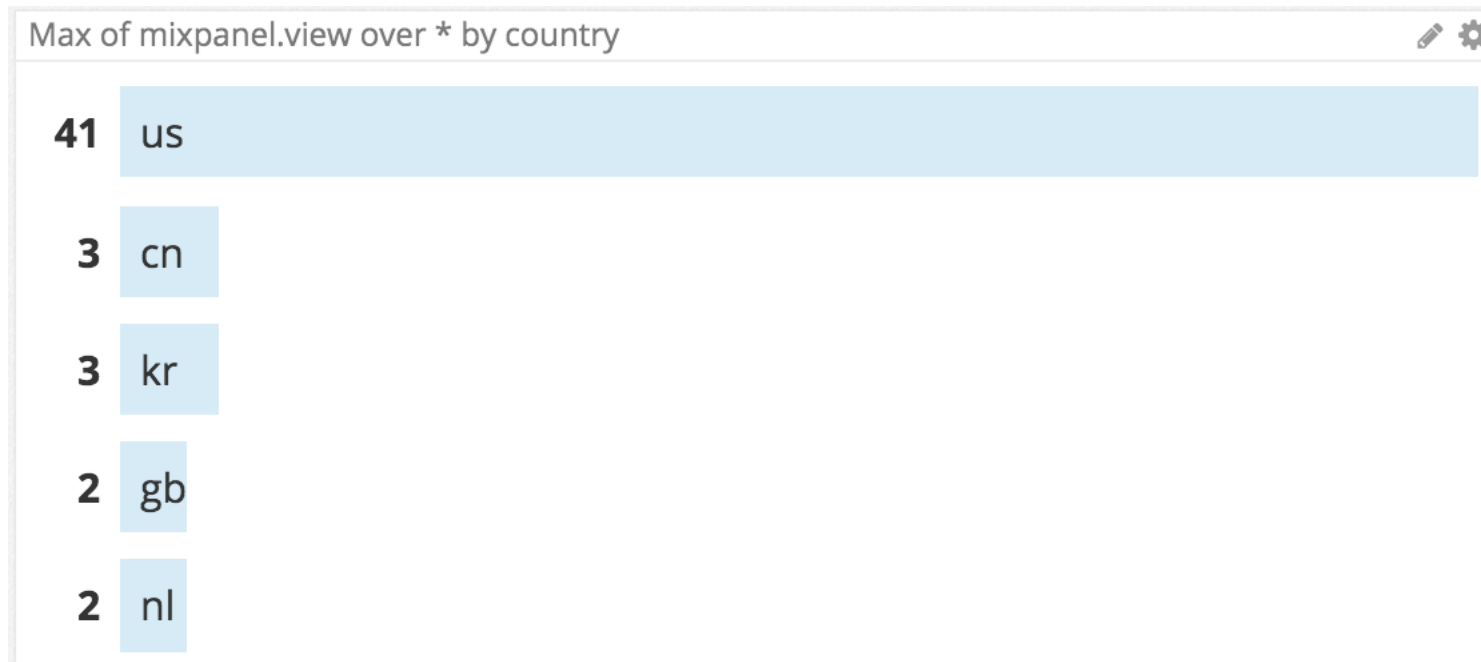 Max of mixpanel.view over * by country
41 us
3 cn
3 kr
2 gb
2 nl